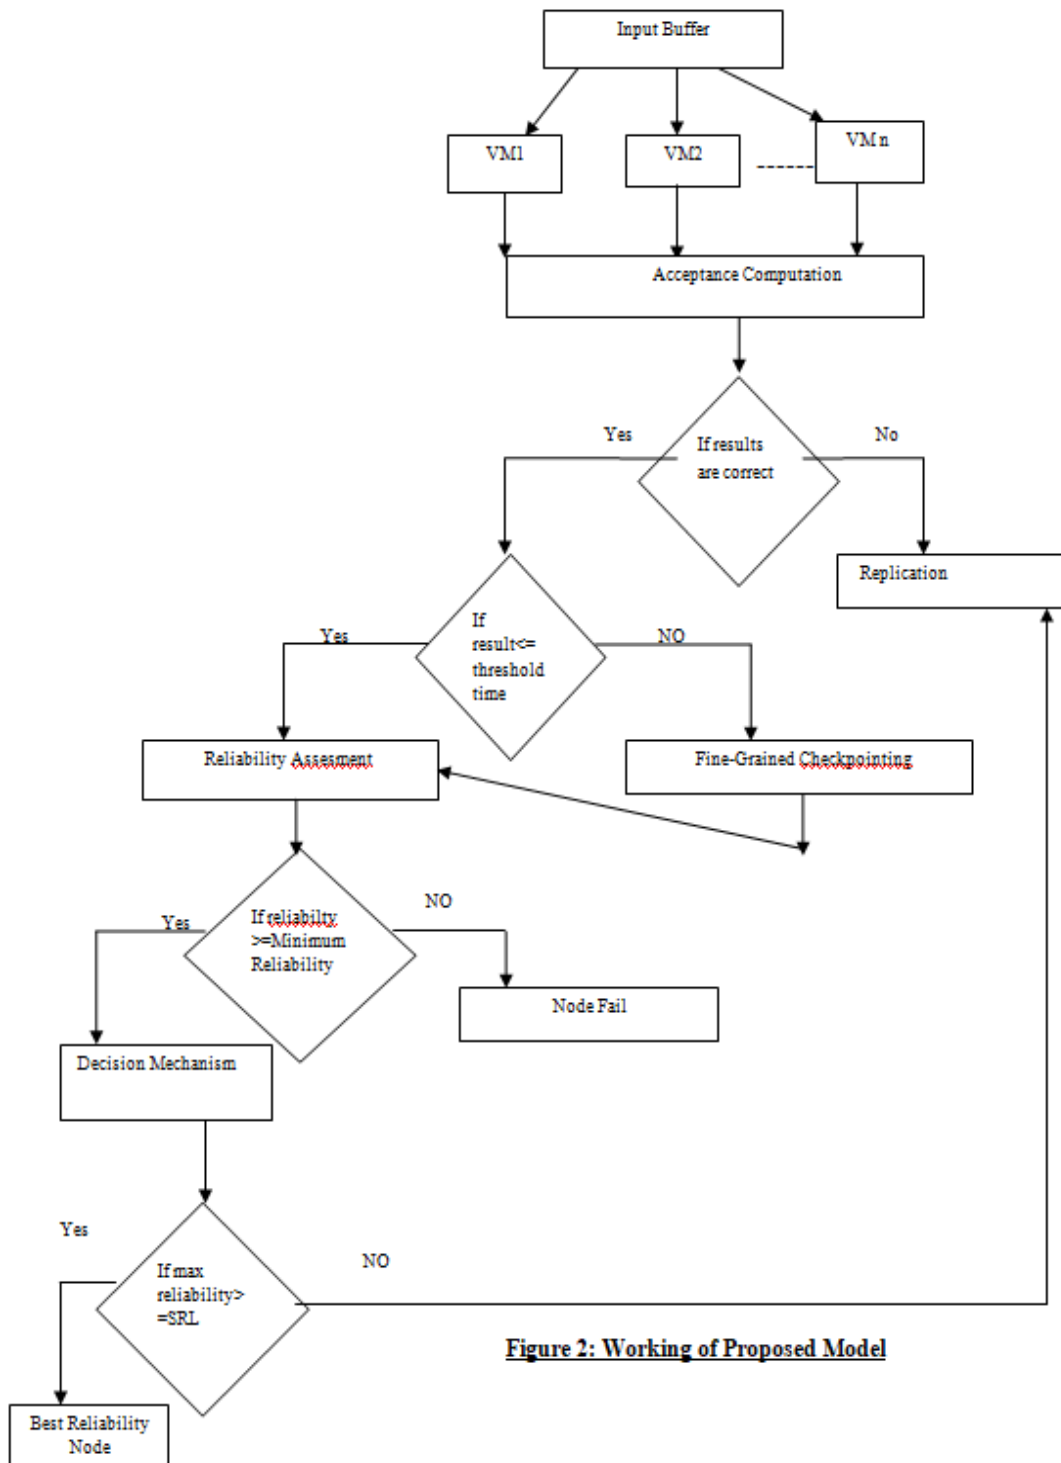 Input Buffer
VM1
VM2
VM n
Acceptance Computation
Yes
If results
are correct
No
Replication
If
result<=
threshold
time
Yes
NO
Reliability Assesment
Fine-Grained Checkpointing
If reliabilty
>=Minimum
Reliability
Yes
NO
Node Fail
Decision Mechanism
Yes
If max
reliability>
=SRL
NO
Figure 2: Working of Proposed Model
Best Reliability
Node